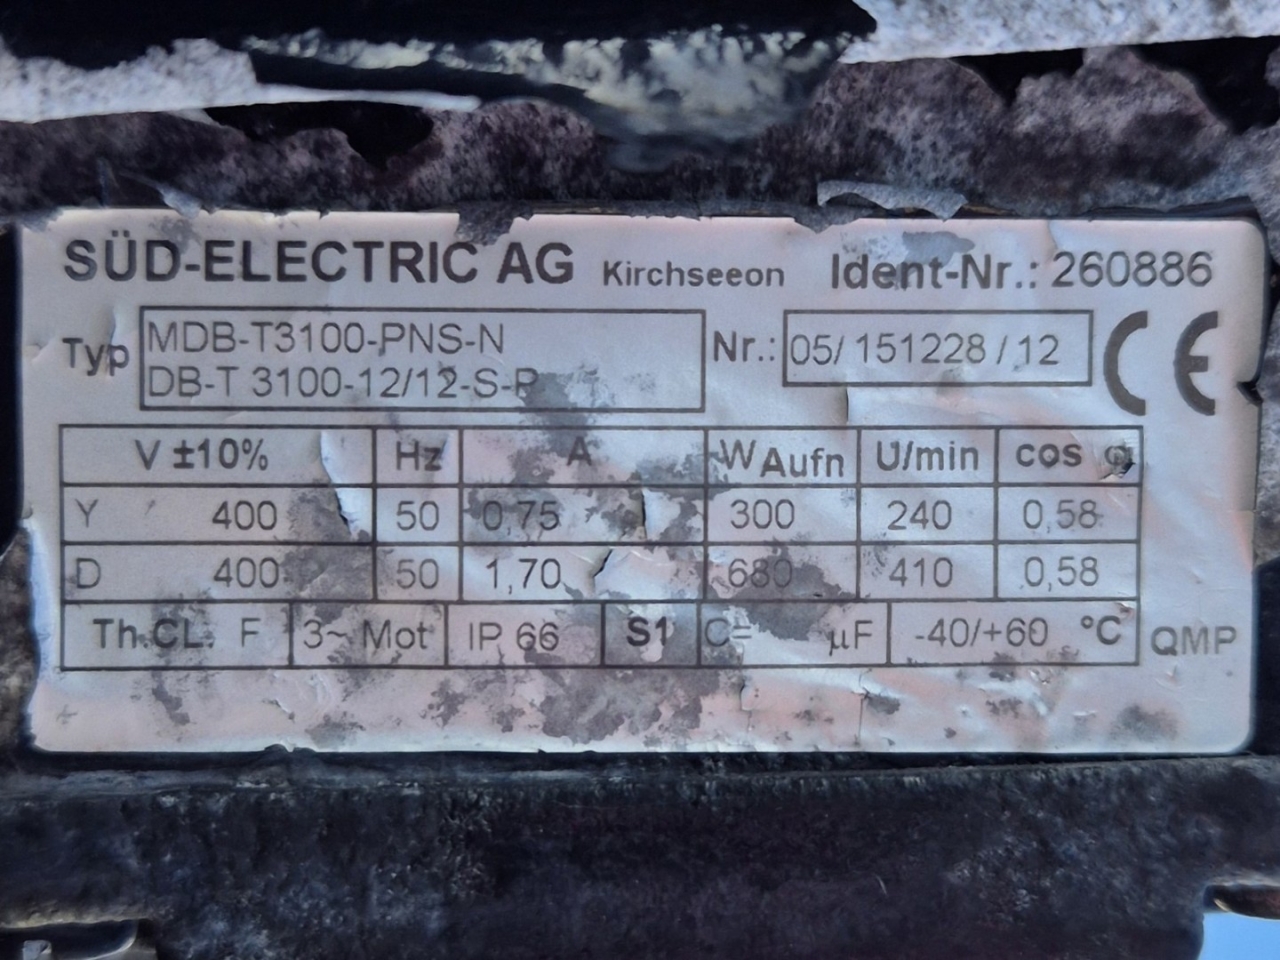 SÜD-ELECTRIC AG Kirchseeon Ident-Nr.: 260886
Typ MDB-T3100-PNS-N Nr.: 05/ 151228 / 12 CE
DB-T 3100-12/12-S-P
V ±10% Hz A W Aufn U/min cos φ
Y 400 50 0,75 300 240 0,58
D 400 50 1,70 680 410 0,58
Th.CL. F 3~ Mot IP 66 S1 C= µF -40/+60 °C QMP